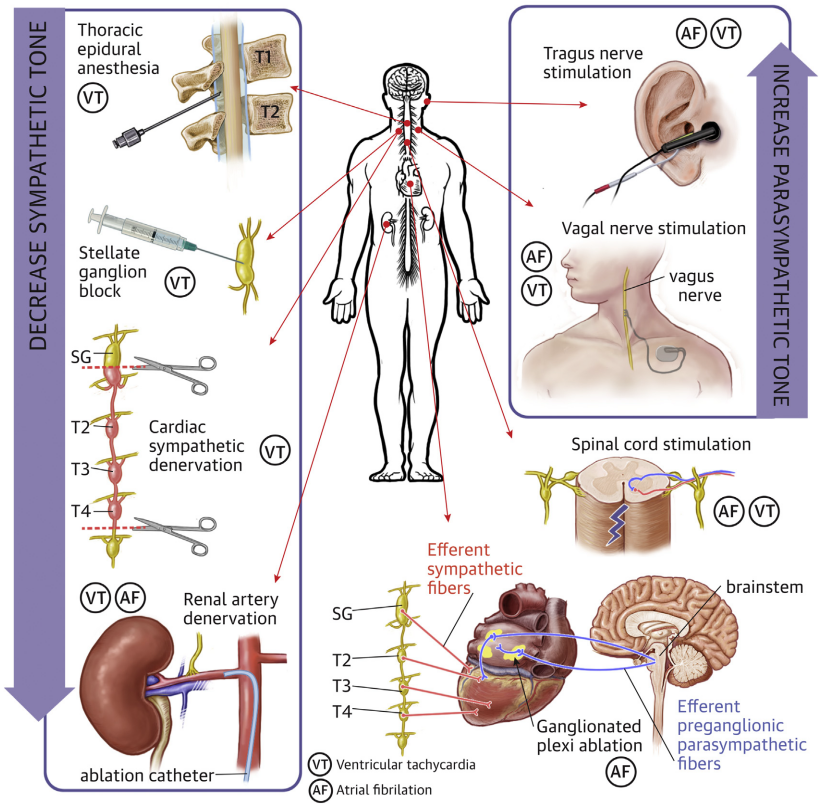 DECREASE SYMPATHETIC TONE
Thoracic
epidural
anesthesia
VT
T1
T2
Stellate
ganglion
block
VT
SG
T2
T3
T4
Cardiac
sympathetic
denervation
VT
VT AF
Renal artery
denervation
ablation catheter
INCREASE PARASYMPATHETIC TONE
AF VT
Tragus nerve
stimulation
Vagal nerve stimulation
AF
VT
vagus
nerve
Spinal cord stimulation
AF VT
Efferent
sympathetic
fibers
SG
T2
T3
T4
brainstem
Ganglionated
plexi ablation
AF
Efferent
preganglionic
parasympathetic
fibers
VT Ventricular tachycardia
AF Atrial fibrilation